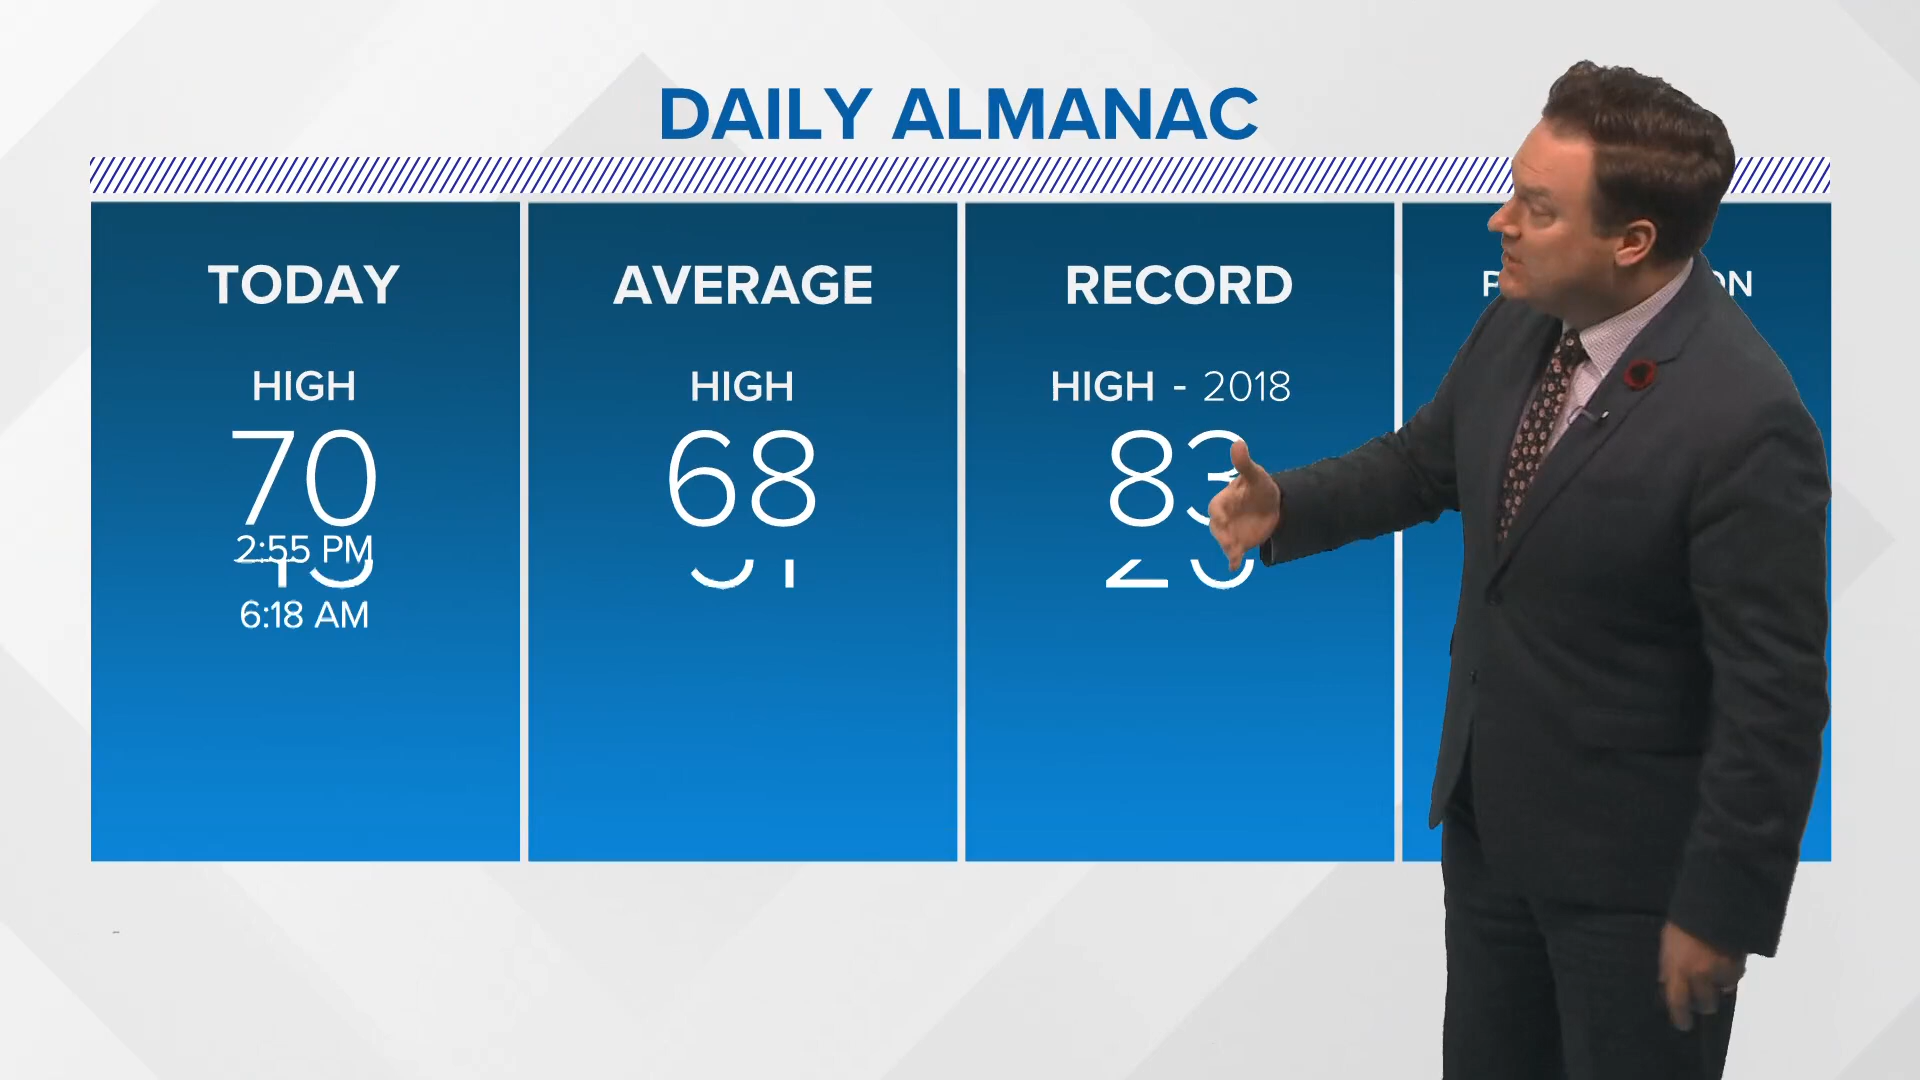 DAILY ALMANAC
TODAY
HIGH
70
2:55 PM
6:18 AM
AVERAGE
HIGH
68
RECORD
HIGH - 2018
83